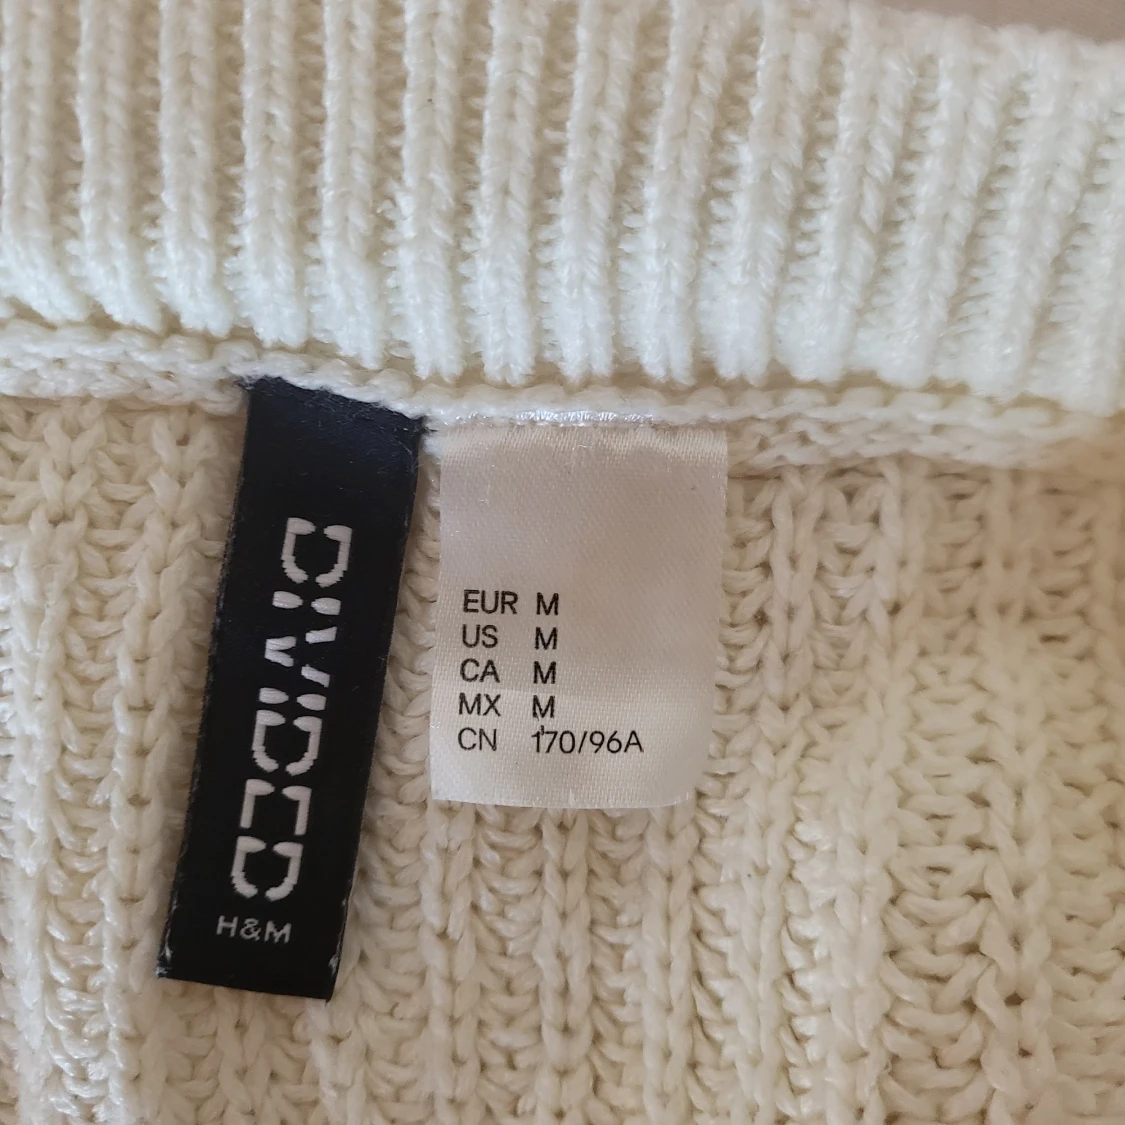 DIVIDED
H&M
EUR M
US M
CA M
MX M
CN 170/96A